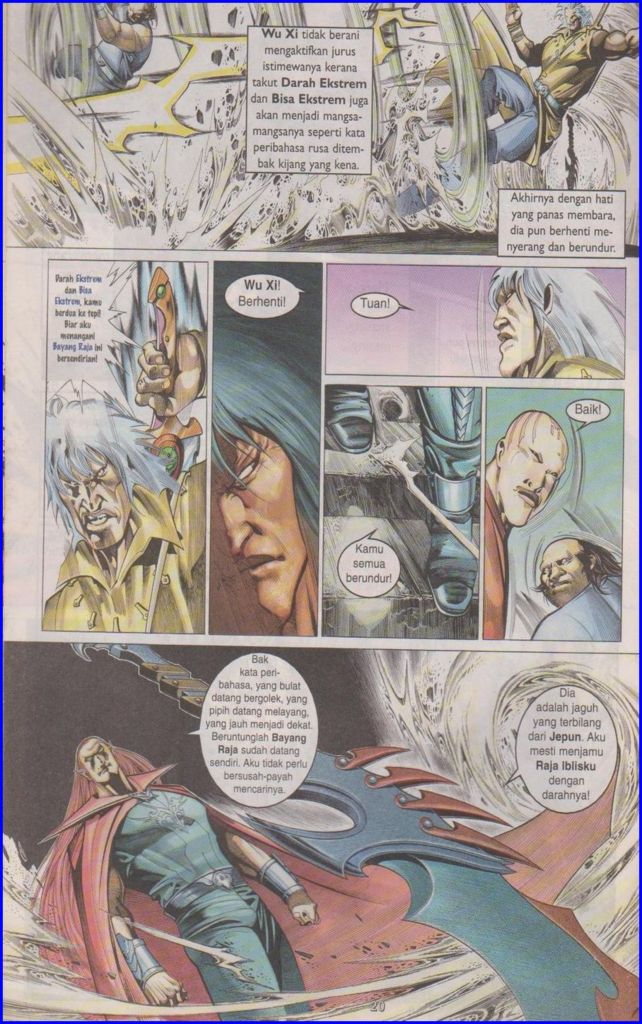 Wu Xi tidak berani
mengaktifkan jurus
istimewanya kerana
takut Darah Ekstrem
dan Bisa Ekstrem juga
akan menjadi mangsa-
mangsanya seperti kata
peribahasa rusa ditem-
bak kijang yang kena.
Akhirnya dengan hati
yang panas membara,
dia pun berhenti me-
nyerang dan berundur.
Darah Ekstrem
dan Bisa
Ekstrem, kamu
berdua ke tepi!
Biar aku
menangani
Bayang Raja ini
bersendirian!
Wu Xi!
Berhenti!
Tuan!
Kamu
semua
berundur!
Baik!
Bak
kata peri-
bahasa, yang bulat
datang bergolek, yang
pipih datang melayang,
yang jauh menjadi dekat.
Beruntunglah Bayang
Raja sudah datang
sendiri. Aku tidak perlu
bersusah-payah
mencarinya.
Dia
adalah jaguh
yang terbilang
dari Jepun. Aku
mesti menjamu
Raja Iblisku
dengan
darahnya!
20